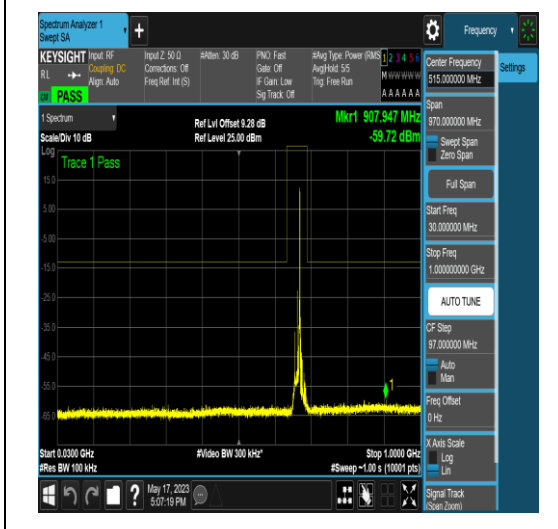 Spectrum Analyzer 1
Swept SA
+
Frequency
KEYSIGHT
Input: RF
Input Z: 50 Ω
#Atten: 30 dB
PNO: Fast
#Avg Type: Power (RMS)
1 2 3 4 5 6
RL
Coupling: DC
Corrections: Off
Gate: Off
Avg|Hold: 5/5
M W W W W W
Align: Auto
Freq Ref: Int (S)
IF Gain: Low
Trig: Free Run
PASS
Sig Track: Off
A A A A A A
1 Spectrum
Ref Lvl Offset 9.28 dB
Mkr1 907.947 MHz
Scale/Div 10 dB
Ref Level 25.00 dBm
-59.72 dBm
Log
Trace 1 Pass
15.0
5.00
-5.00
-15.0
-25.0
-35.0
-45.0
-55.0
-65.0
1
Start 0.0300 GHz
#Video BW 300 kHz*
Stop 1.0000 GHz
#Res BW 100 kHz
#Sweep ~1.00 s (10001 pts)
Center Frequency
515.000000 MHz
Settings
Span
970.000000 MHz
Swept Span
Zero Span
Full Span
Start Freq
30.000000 MHz
Stop Freq
1.000000000 GHz
AUTO TUNE
CF Step
97.000000 MHz
Auto
Man
Freq Offset
0 Hz
X Axis Scale
Log
Lin
Signal Track
(Span Zoom)
?
May 17, 2023
5:07:19 PM